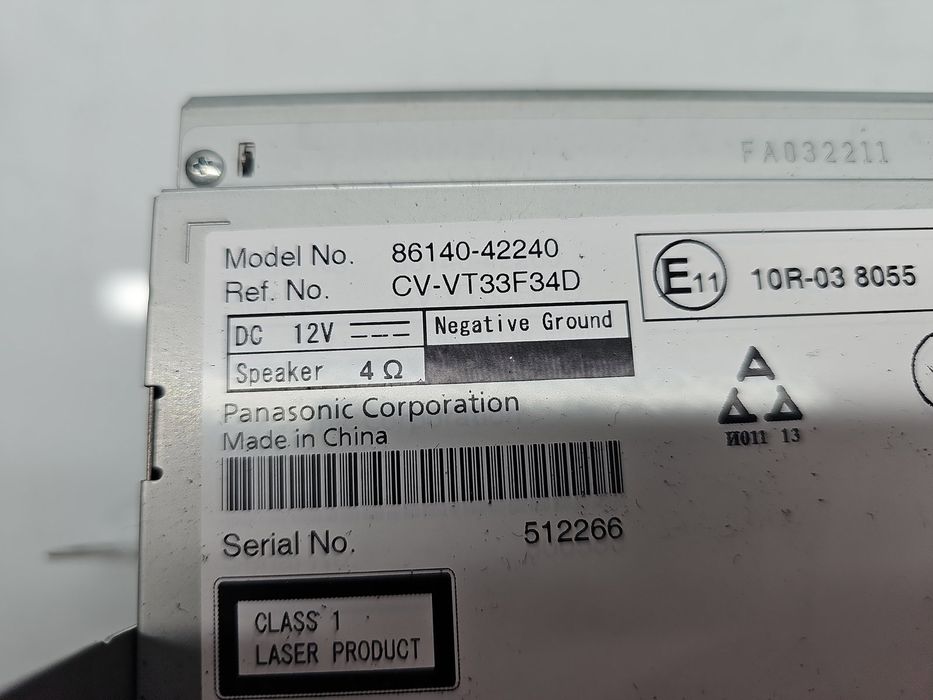 FA032211
Model No. 86140-42240
Ref. No. CV-VT33F34D
E11 10R-03 8055
DC 12V Negative Ground
Speaker 4 Ω
Panasonic Corporation
Made in China
И011 13
Serial No. 512266
CLASS 1
LASER PRODUCT